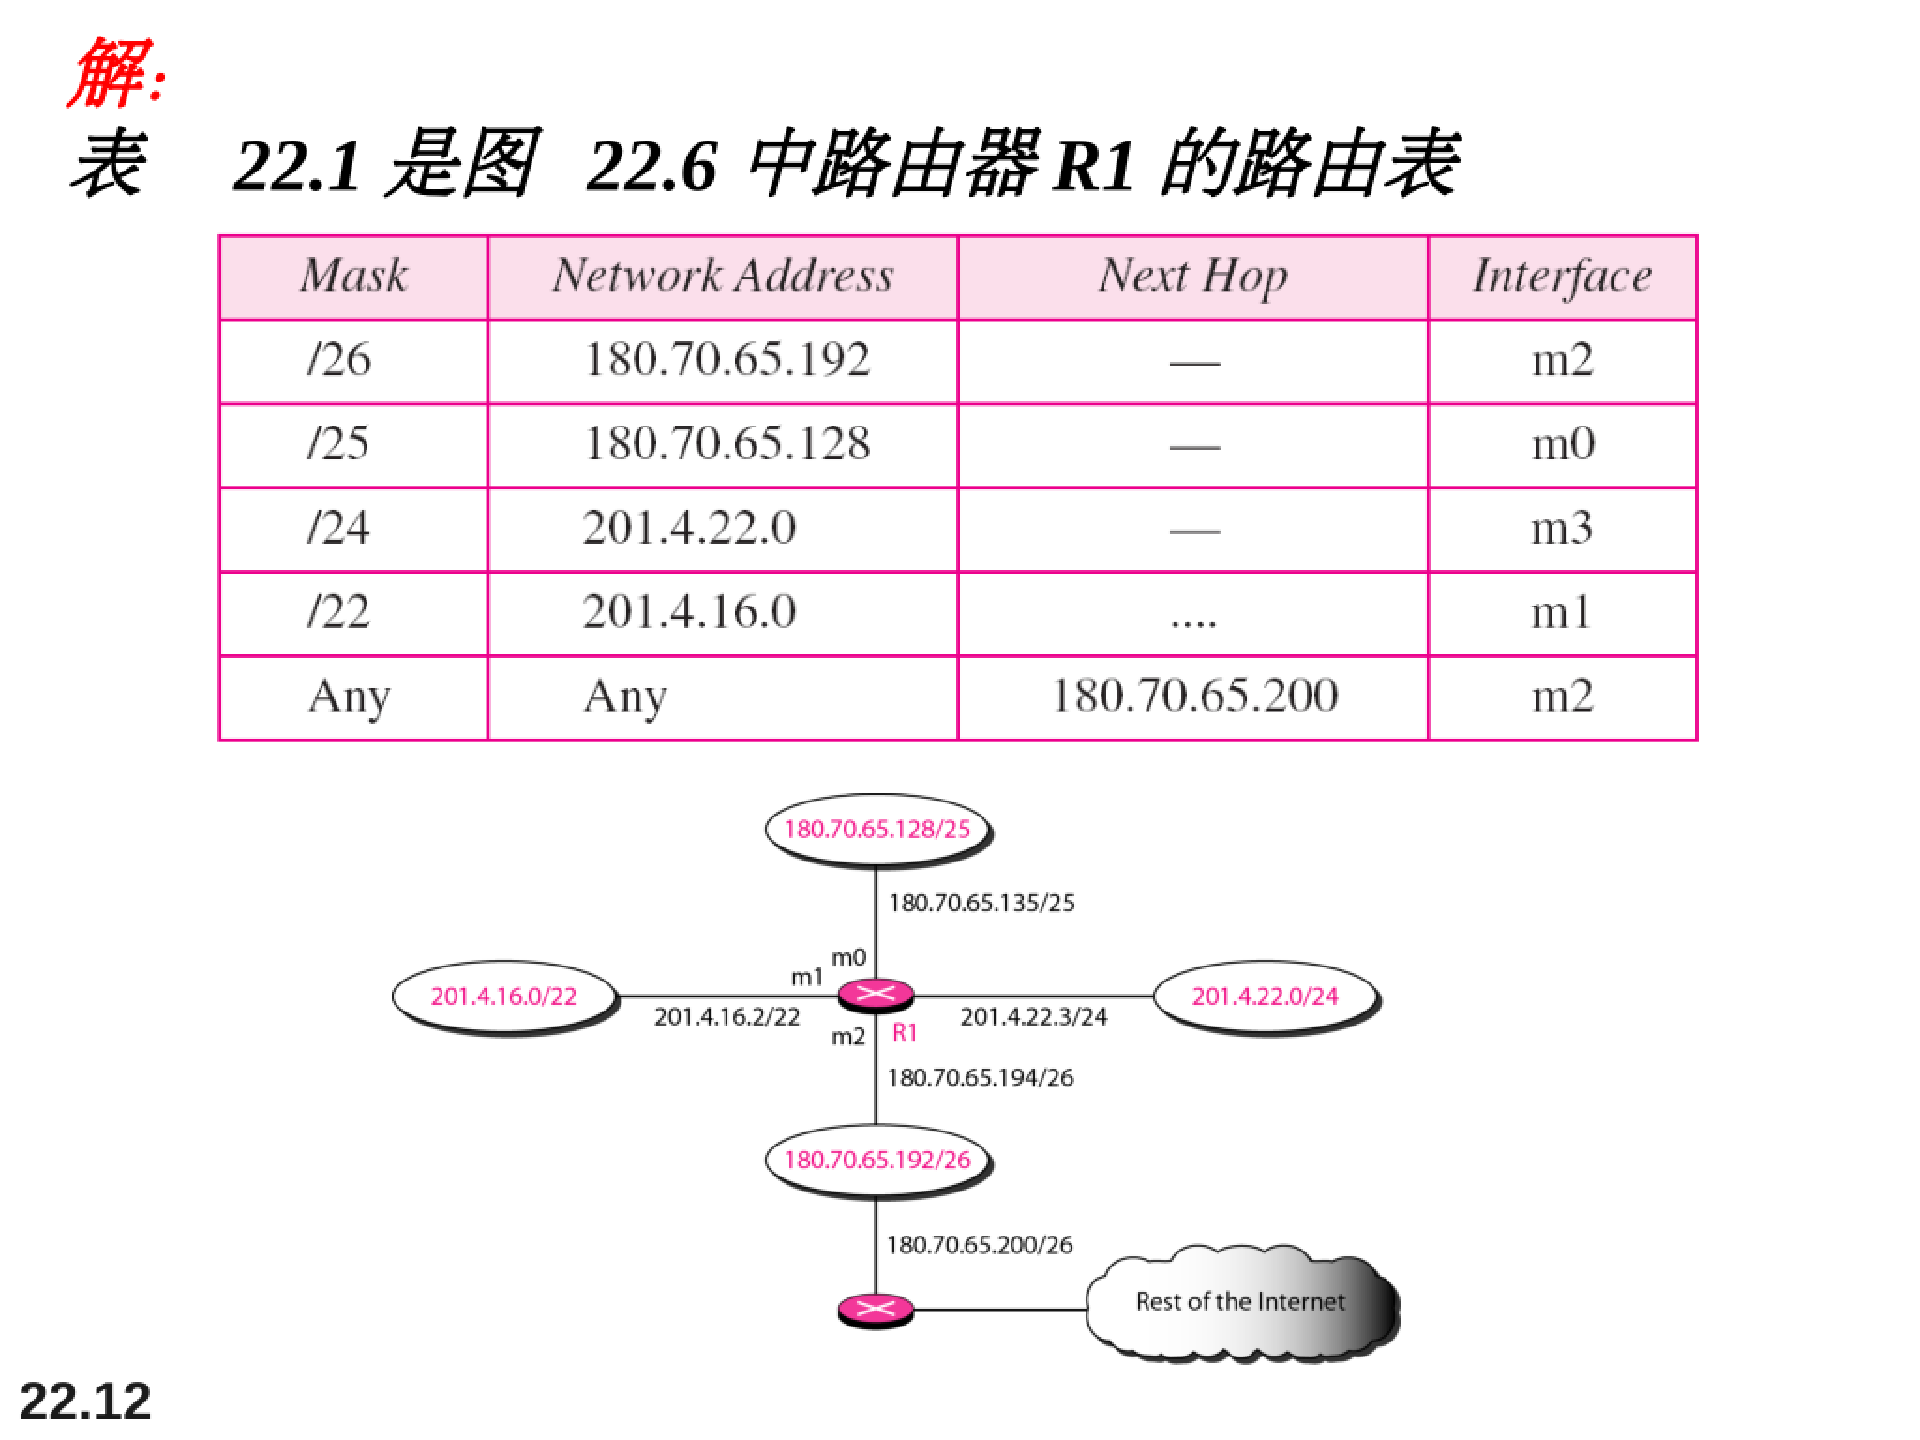 解:
表 22.1 是图 22.6 中路由器 R1 的路由表
Mask Network Address Next Hop Interface
/26 180.70.65.192 — m2
/25 180.70.65.128 — m0
/24 201.4.22.0 — m3
/22 201.4.16.0 .... m1
Any Any 180.70.65.200 m2
180.70.65.128/25
180.70.65.135/25
m0
m1
201.4.16.0/22
201.4.22.0/24
201.4.16.2/22
201.4.22.3/24
m2
R1
180.70.65.194/26
180.70.65.192/26
180.70.65.200/26
Rest of the Internet
22.12